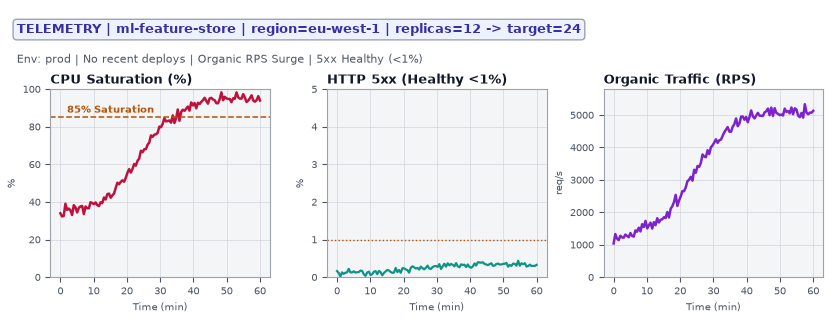 TELEMETRY | ml-feature-store | region=eu-west-1 | replicas=12 -> target=24
Env: prod | No recent deploys | Organic RPS Surge | 5xx Healthy (<1%)
CPU Saturation (%)
100
80
60
40
20
0
%
85% Saturation
0 10 20 30 40 50 60
Time (min)
HTTP 5xx (Healthy <1%)
5
4
3
2
1
0
%
0 10 20 30 40 50 60
Time (min)
Organic Traffic (RPS)
5000
4000
3000
2000
1000
0
req/s
0 10 20 30 40 50 60
Time (min)